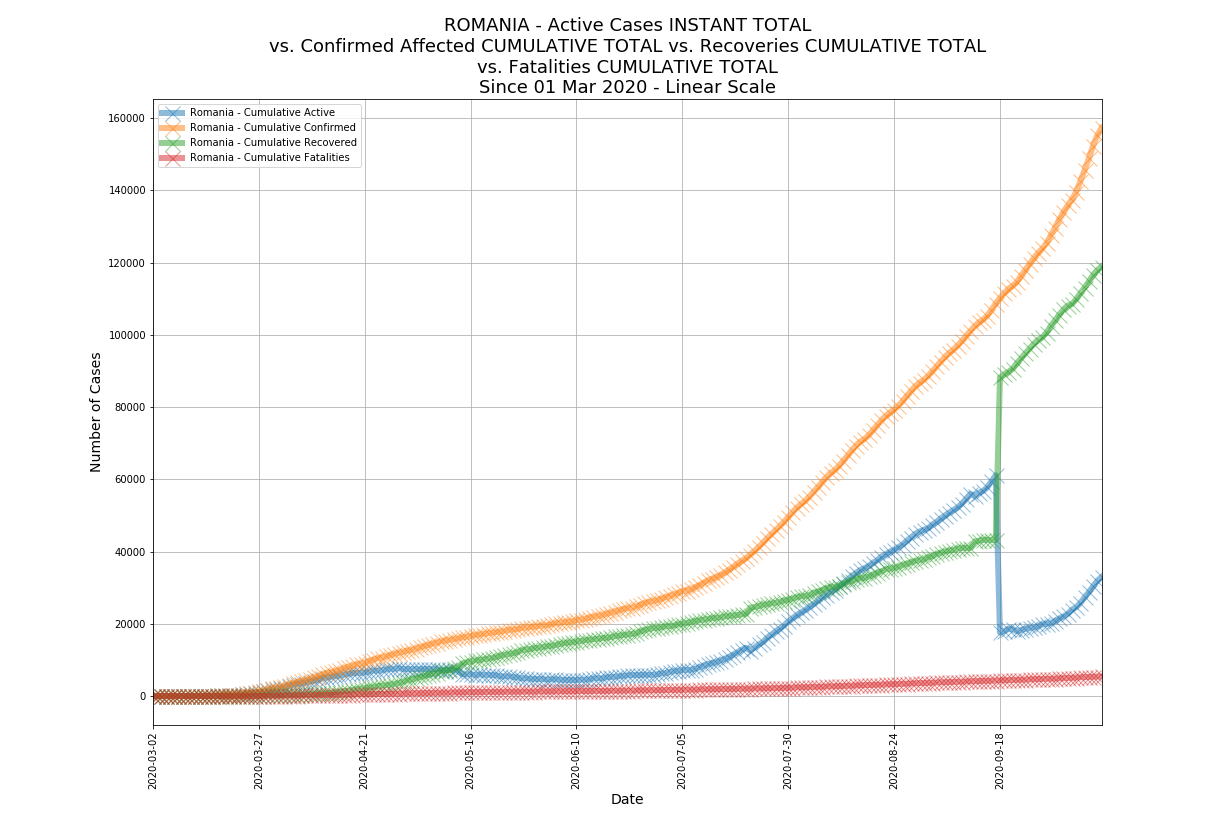 ROMANIA - Active Cases INSTANT TOTAL
vs. Confirmed Affected CUMULATIVE TOTAL vs. Recoveries CUMULATIVE TOTAL
vs. Fatalities CUMULATIVE TOTAL
Since 01 Mar 2020 - Linear Scale
Romania - Cumulative Active
Romania - Cumulative Confirmed
Romania - Cumulative Recovered
Romania - Cumulative Fatalities
160000
140000
120000
100000
80000
60000
40000
20000
0
Number of Cases
2020-03-02
2020-03-27
2020-04-21
2020-05-16
2020-06-10
2020-07-05
2020-07-30
2020-08-24
2020-09-18
Date